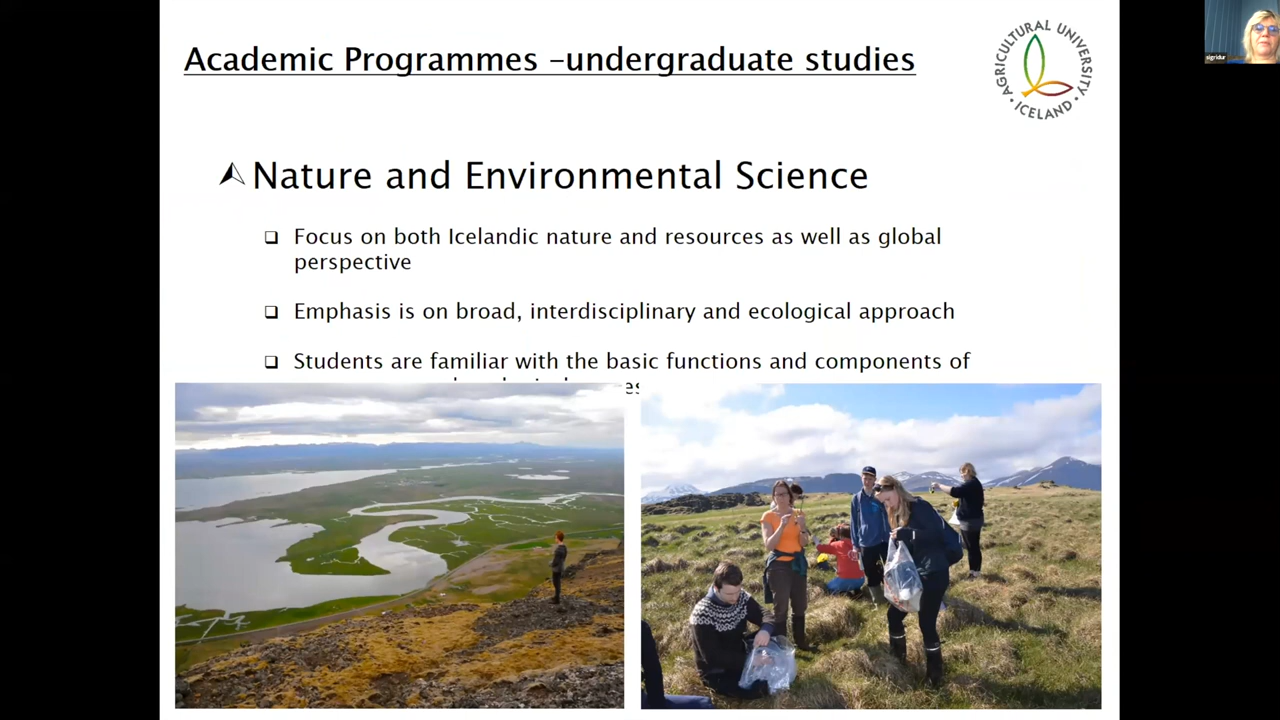 Academic Programmes –undergraduate studies
AGRICULTURAL UNIVERSITY
• ICELAND •
sigridur
Nature and Environmental Science
Focus on both Icelandic nature and resources as well as global
perspective
Emphasis is on broad, interdisciplinary and ecological approach
Students are familiar with the basic functions and components of